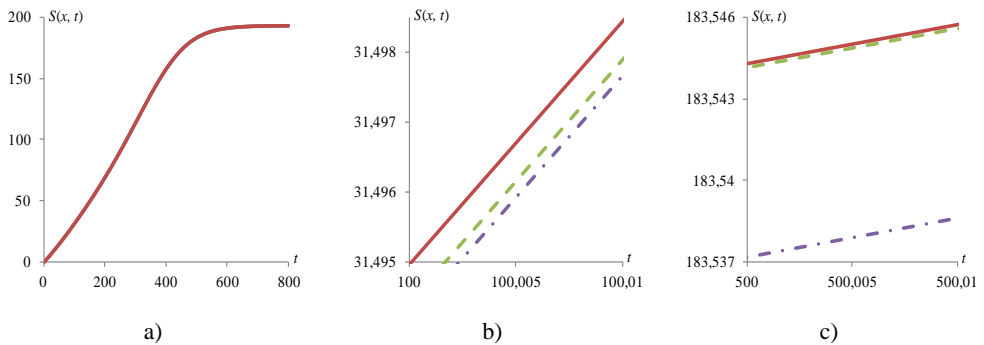 S(x, t)
200
150
100
50
0
0 200 400 600 800
t
a)
S(x, t)
31,498
31,497
31,496
31,495
100 100,005 100,01
t
b)
S(x, t)
183,546
183,543
183,54
183,537
500 500,005 500,01
t
c)